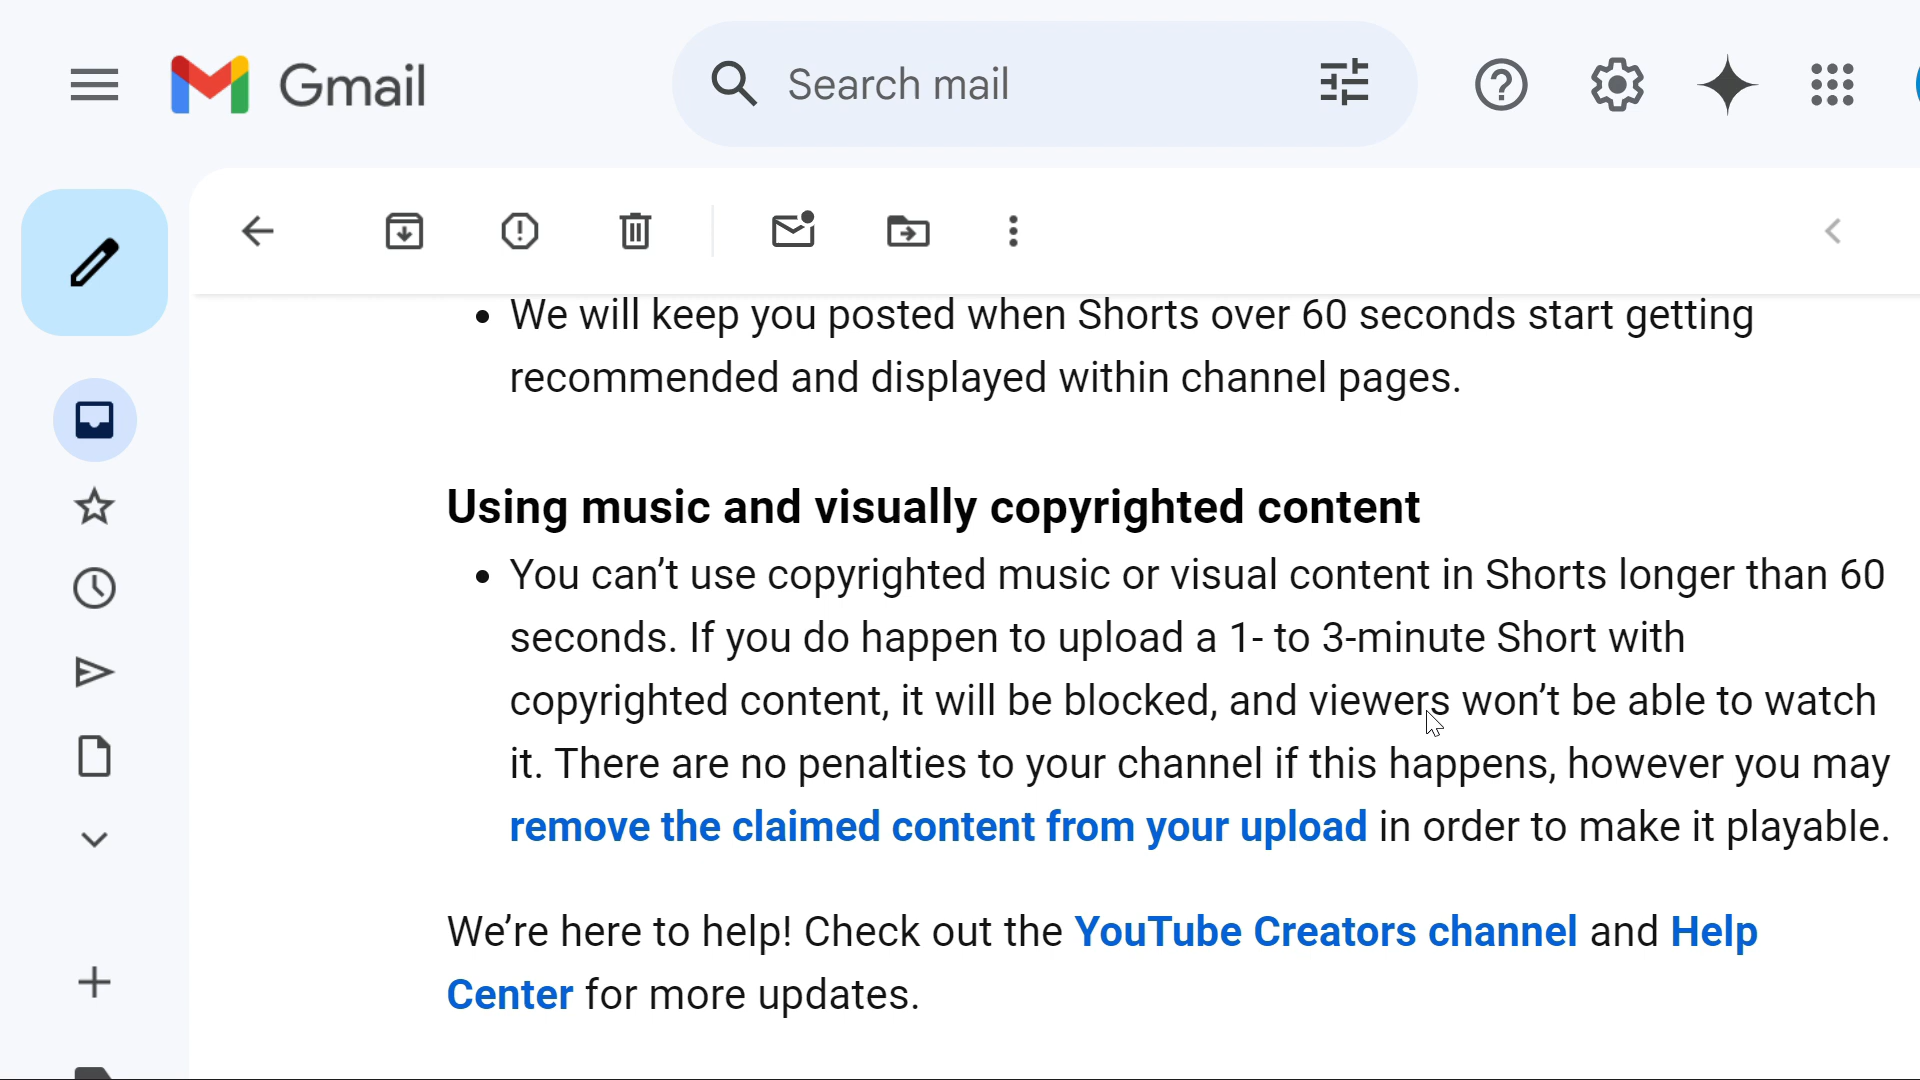 Gmail
Search mail
• We will keep you posted when Shorts over 60 seconds start getting
recommended and displayed within channel pages.
Using music and visually copyrighted content
• You can’t use copyrighted music or visual content in Shorts longer than 60
seconds. If you do happen to upload a 1- to 3-minute Short with
copyrighted content, it will be blocked, and viewers won’t be able to watch
it. There are no penalties to your channel if this happens, however you may
remove the claimed content from your upload in order to make it playable.
We’re here to help! Check out the YouTube Creators channel and Help
Center for more updates.